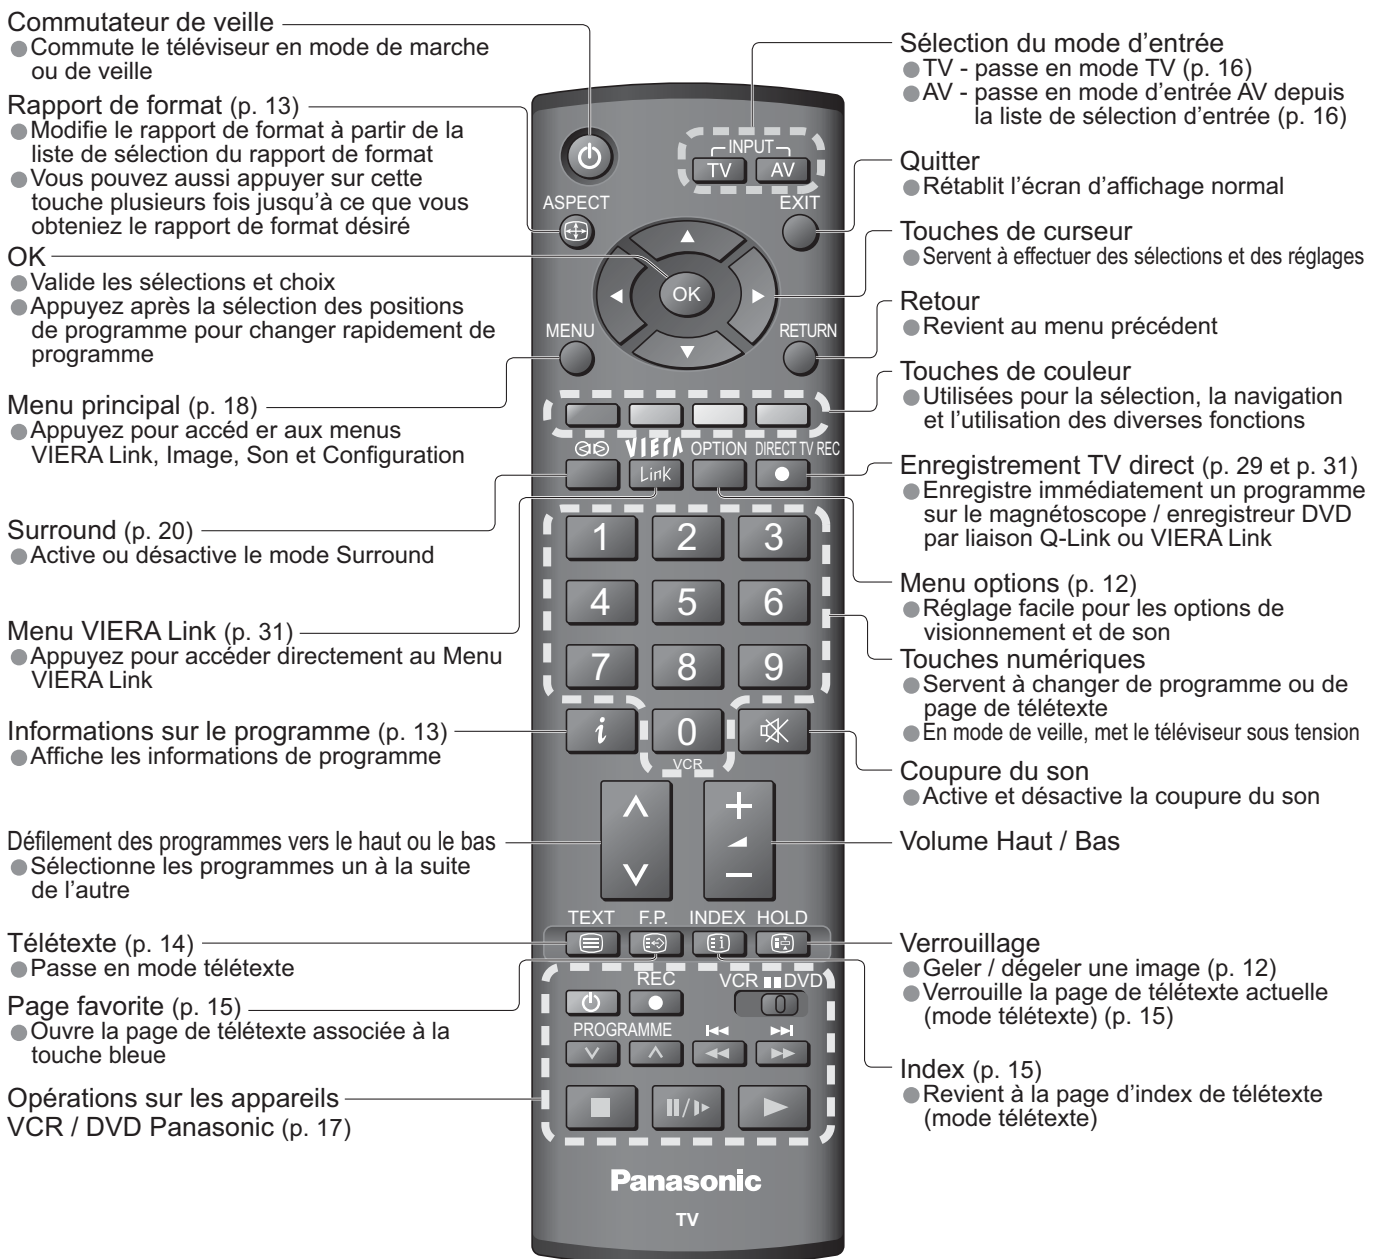 Commutateur de veille
●Commute le téléviseur en mode de marche
ou de veille
Rapport de format (p. 13)
●Modifie le rapport de format à partir de la
liste de sélection du rapport de format
●Vous pouvez aussi appuyer sur cette
touche plusieurs fois jusqu'à ce que vous
obteniez le rapport de format désiré
OK
●Valide les sélections et choix
●Appuyez après la sélection des positions
de programme pour changer rapidement de
programme
Menu principal (p. 18)
●Appuyez pour accéd er aux menus
VIERA Link, Image, Son et Configuration
Surround (p. 20)
●Active ou désactive le mode Surround
Menu VIERA Link (p. 31)
●Appuyez pour accéder directement au Menu
VIERA Link
Informations sur le programme (p. 13)
●Affiche les informations de programme
Défilement des programmes vers le haut ou le bas
●Sélectionne les programmes un à la suite
de l'autre
Télétexte (p. 14)
●Passe en mode télétexte
Page favorite (p. 15)
●Ouvre la page de télétexte associée à la
touche bleue
Opérations sur les appareils
VCR / DVD Panasonic (p. 17)
INPUT
TV AV
ASPECT EXIT
OK
MENU RETURN
VIERA OPTION DIRECT TV REC
Link
1 2 3
4 5 6
7 8 9
i 0
VCR
TEXT F.P. INDEX HOLD
REC VCR DVD
PROGRAMME
Panasonic
TV
Sélection du mode d'entrée
●TV - passe en mode TV (p. 16)
●AV - passe en mode d'entrée AV depuis
la liste de sélection d'entrée (p. 16)
Quitter
●Rétablit l'écran d'affichage normal
Touches de curseur
●Servent à effectuer des sélections et des réglages
Retour
●Revient au menu précédent
Touches de couleur
●Utilisées pour la sélection, la navigation
et l'utilisation des diverses fonctions
Enregistrement TV direct (p. 29 et p. 31)
●Enregistre immédiatement un programme
sur le magnétoscope / enregistreur DVD
par liaison Q-Link ou VIERA Link
Menu options (p. 12)
●Réglage facile pour les options de
visionnement et de son
Touches numériques
●Servent à changer de programme ou de
page de télétexte
●En mode de veille, met le téléviseur sous tension
Coupure du son
●Active et désactive la coupure du son
Volume Haut / Bas
Verrouillage
●Geler / dégeler une image (p. 12)
●Verrouille la page de télétexte actuelle
(mode télétexte) (p. 15)
Index (p. 15)
●Revient à la page d'index de télétexte
(mode télétexte)